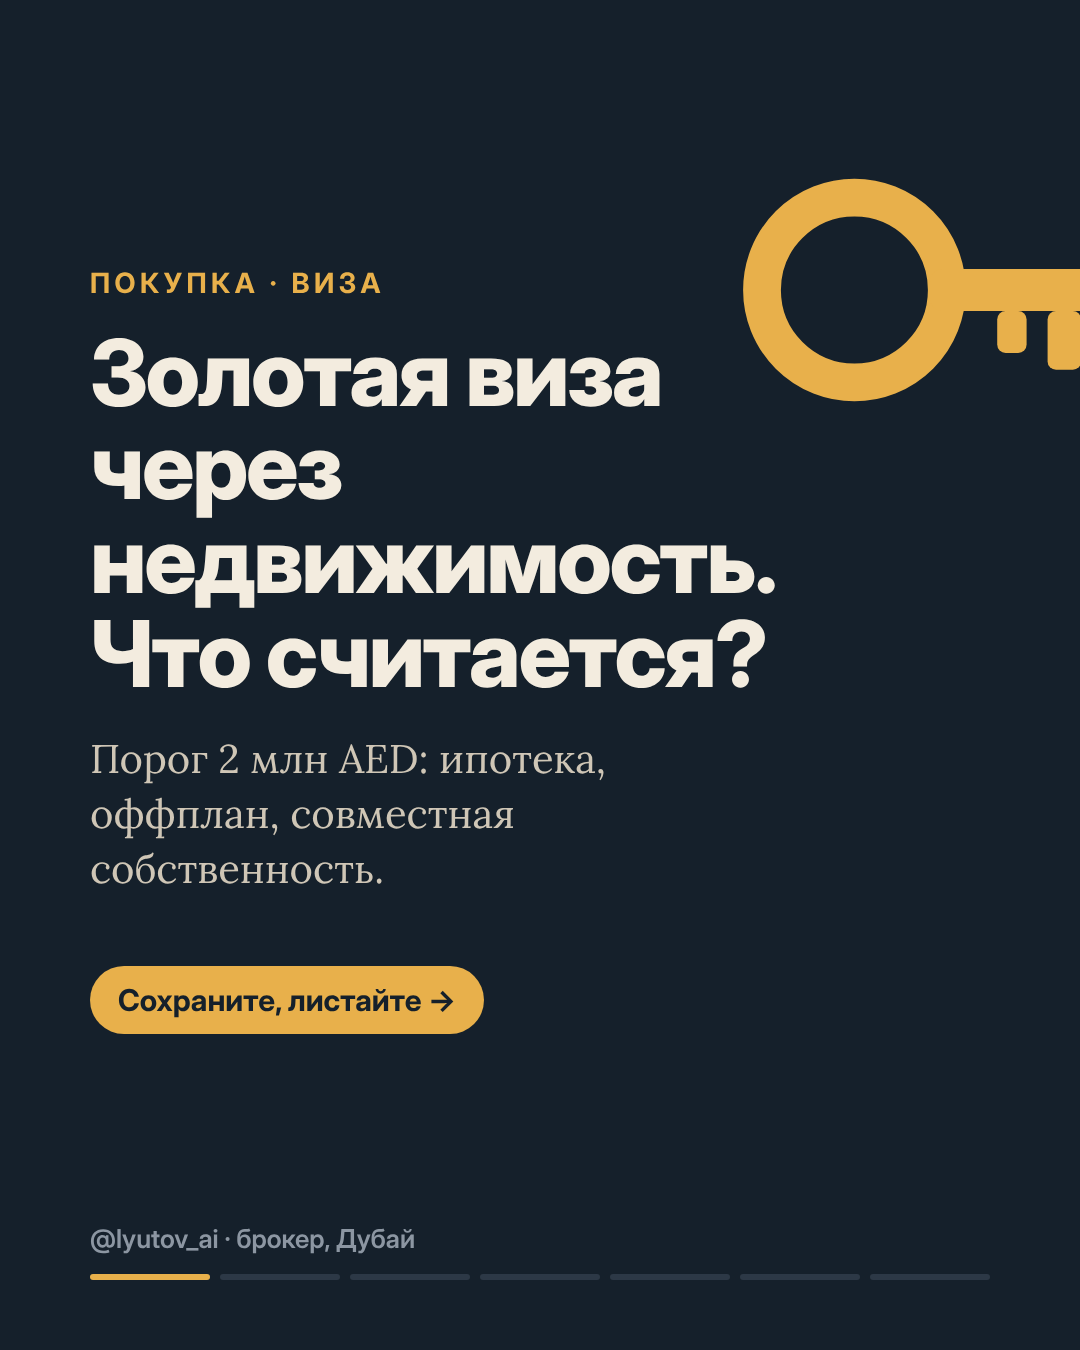 ПОКУПКА · ВИЗА
Золотая виза
через
недвижимость.
Что считается?
Порог 2 млн AED: ипотека,
оффплан, совместная
собственность.
Сохраните, листайте →
@lyutov_ai · брокер, Дубай